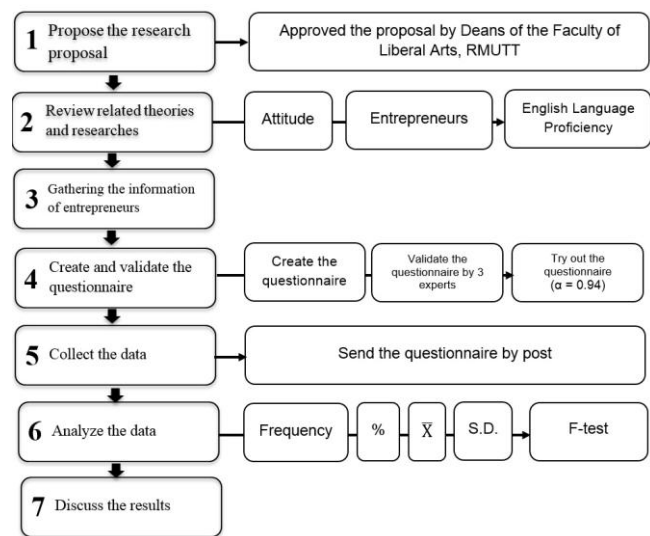 1 Propose the research
proposal
Approved the proposal by Deans of the Faculty of
Liberal Arts, RMUTT
2 Review related theories
and researches
Attitude
Entrepreneurs
English Language
Proficiency
3 Gathering the information
of entrepreneurs
4 Create and validate the
questionnaire
Create the
questionnaire
Validate the
questionnaire by 3
experts
Try out the
questionnaire
(α = 0.94)
5 Collect the data
Send the questionnaire by post
6 Analyze the data
Frequency
%
X̅
S.D.
F-test
7 Discuss the results